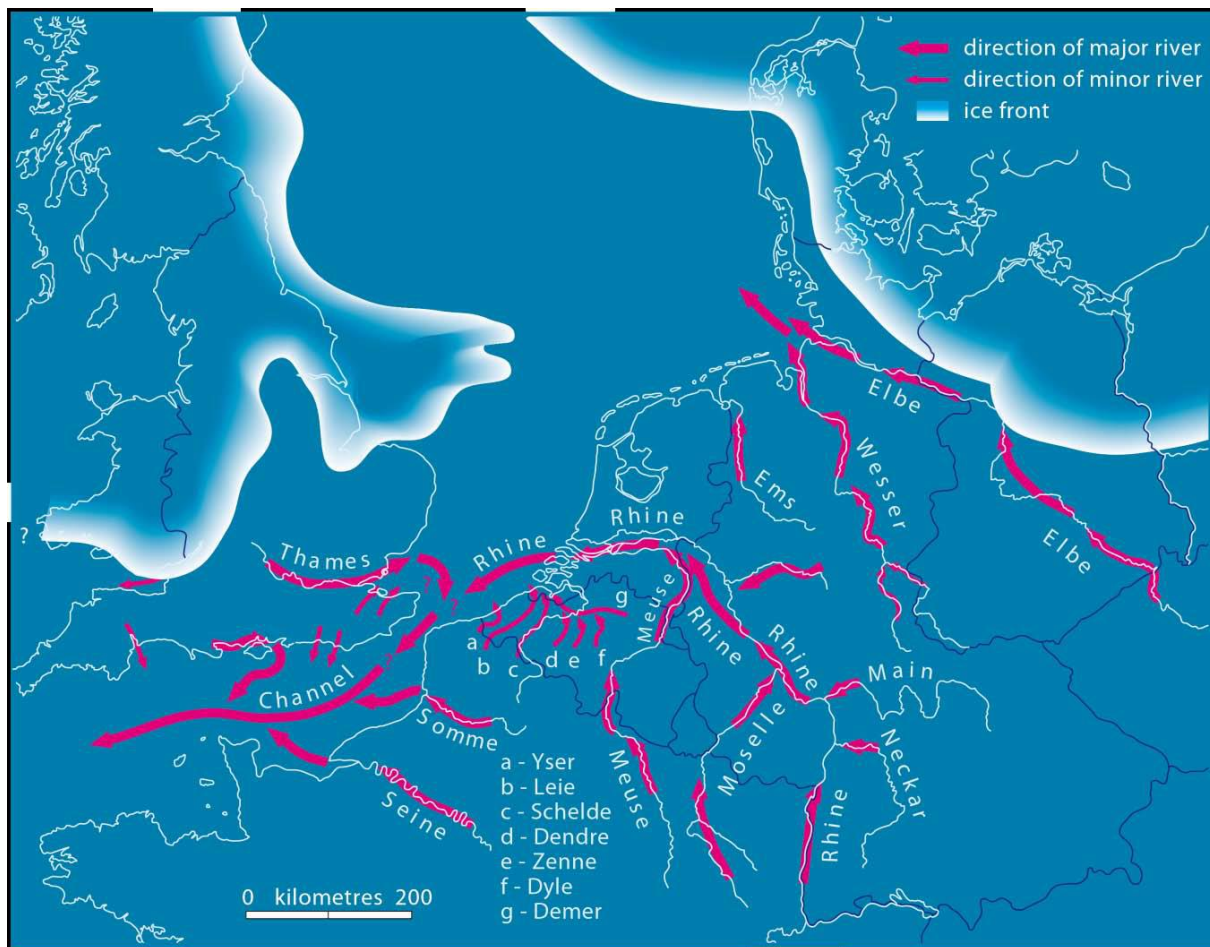 direction of major river
direction of minor river
ice front
Elbe
Wesser
Ems
Elbe
Rhine
Rhine
Thames
?
?
?
?
g
Meuse
Rhine
Rhine
a
b
c
d
e
f
Main
Channel
Somme
Moselle
Neckar
Meuse
Seine
Rhine
a - Yser
b - Leie
c - Schelde
d - Dendre
e - Zenne
f - Dyle
g - Demer
0 kilometres 200